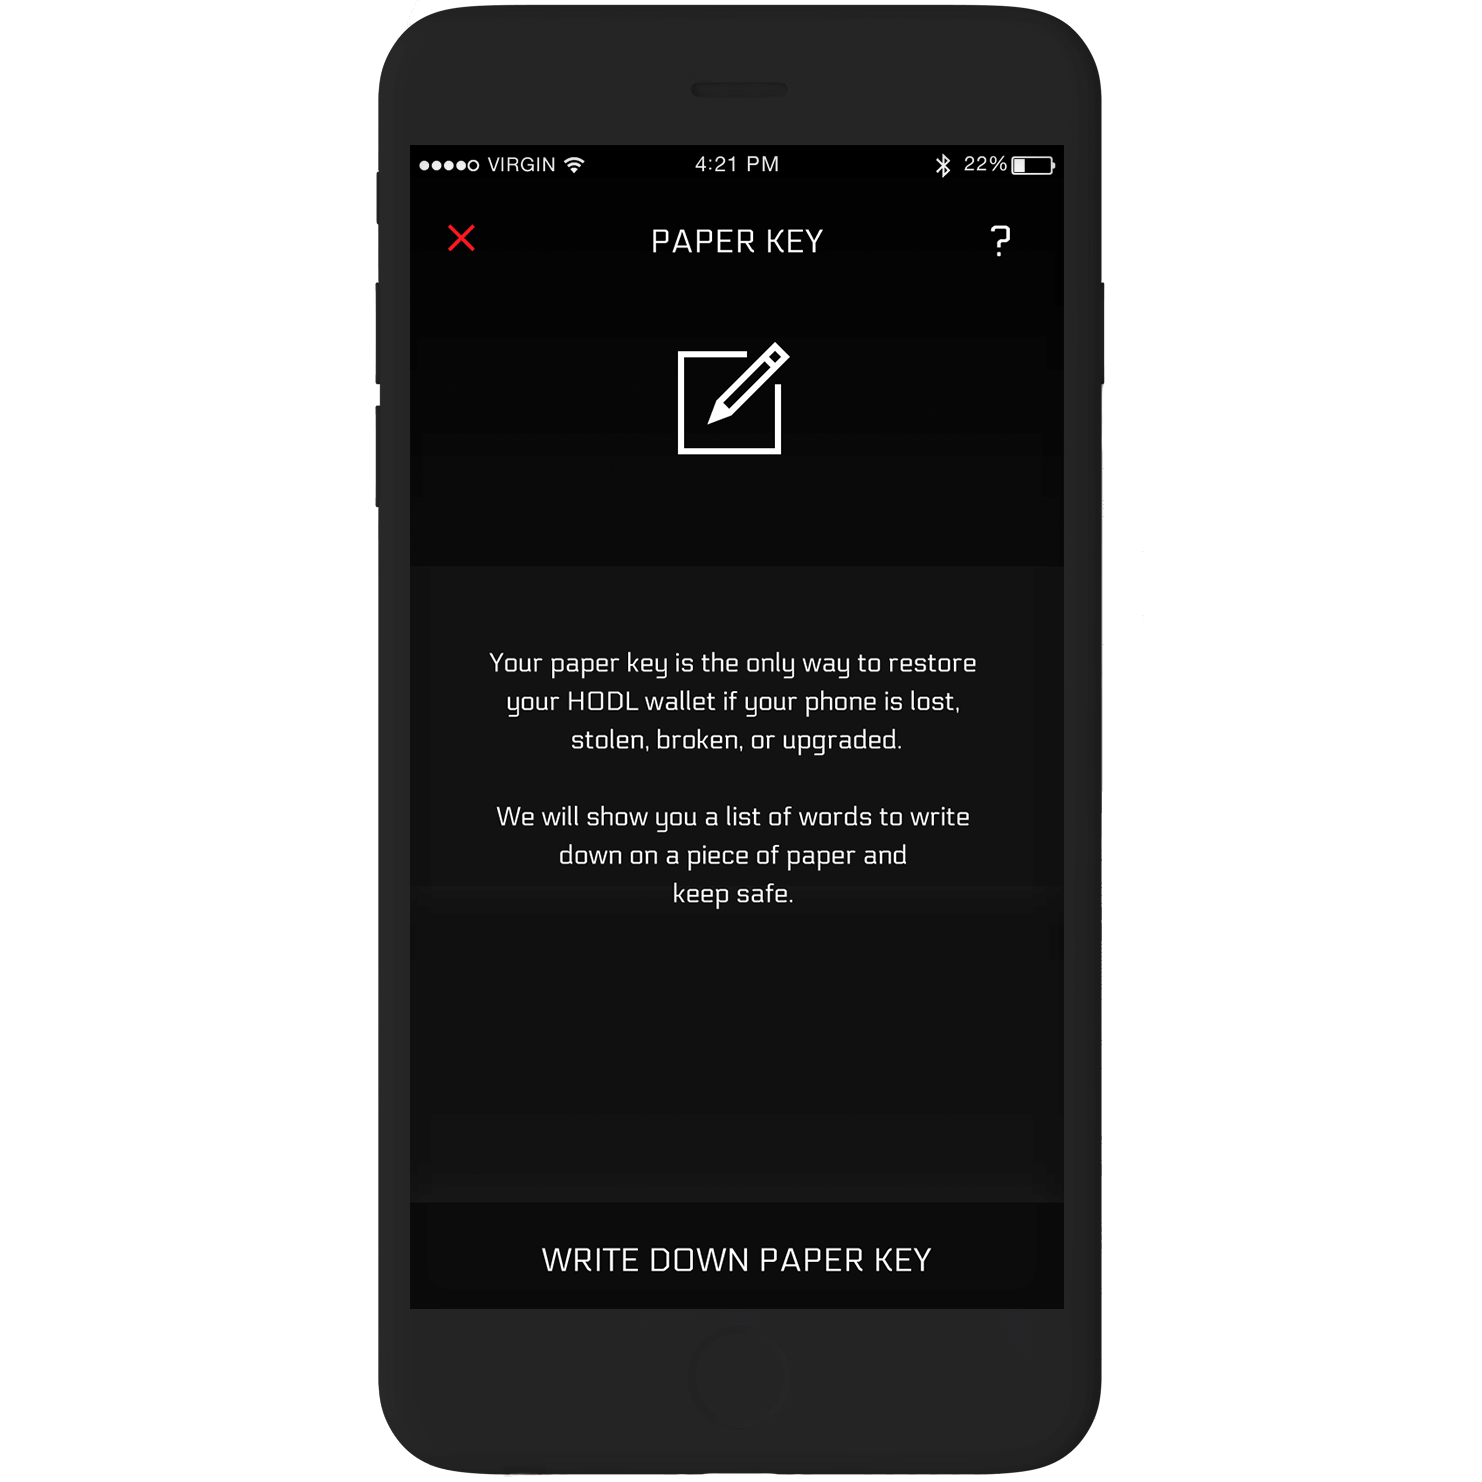 VIRGIN 4:21 PM 22%
PAPER KEY ?
Your paper key is the only way to restore
your HODL wallet if your phone is lost,
stolen, broken, or upgraded.
We will show you a list of words to write
down on a piece of paper and
keep safe.
WRITE DOWN PAPER KEY